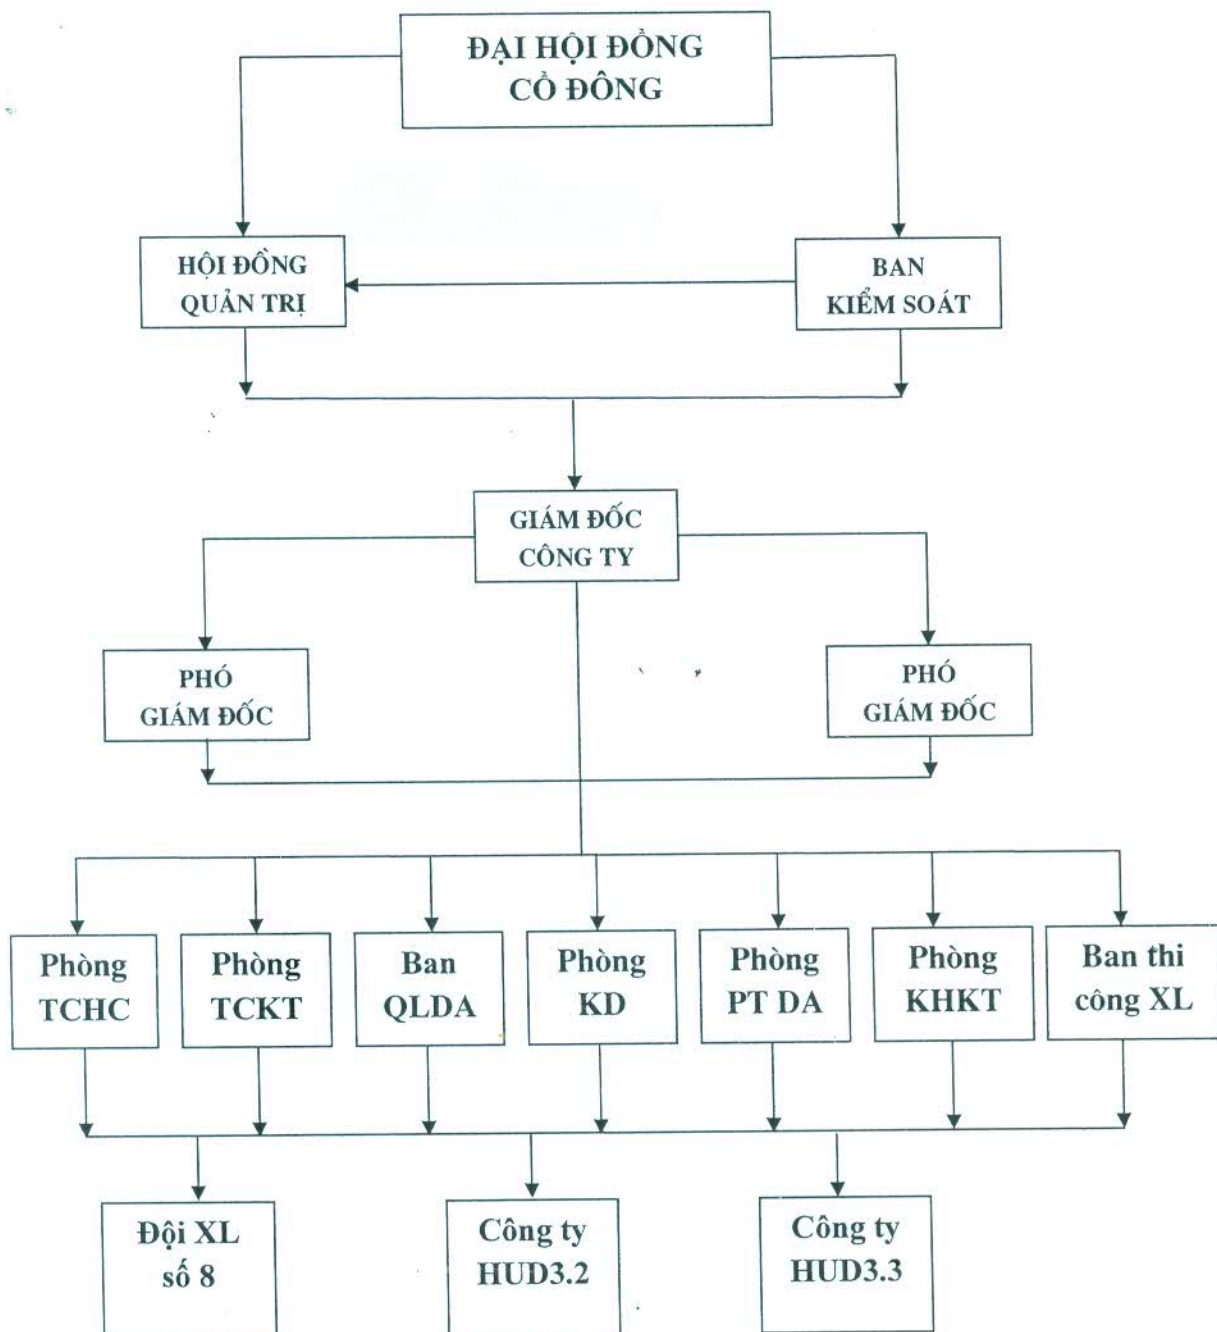 ĐẠI HỘI ĐỒNG
CỔ ĐÔNG
HỘI ĐỒNG
QUẢN TRỊ
BAN
KIỂM SOÁT
GIÁM ĐỐC
CÔNG TY
PHÓ
GIÁM ĐỐC
PHÓ
GIÁM ĐỐC
Phòng
TCHC
Phòng
TCKT
Ban
QLDA
Phòng
KD
Phòng
PT DA
Phòng
KHKT
Ban thi
công XL
Đội XL
số 8
Công ty
HUD3.2
Công ty
HUD3.3